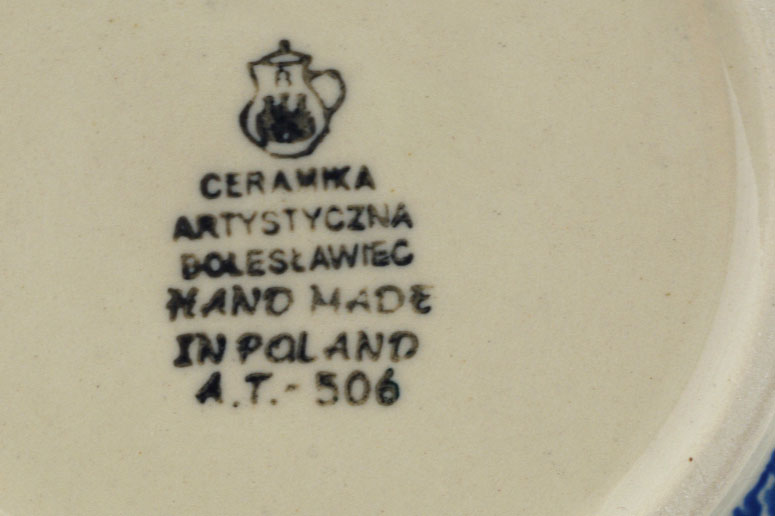 CERAMIKA
ARTYSTYCZNA
BOLESŁAWIEC
HAND MADE
IN POLAND
A.T.- 506